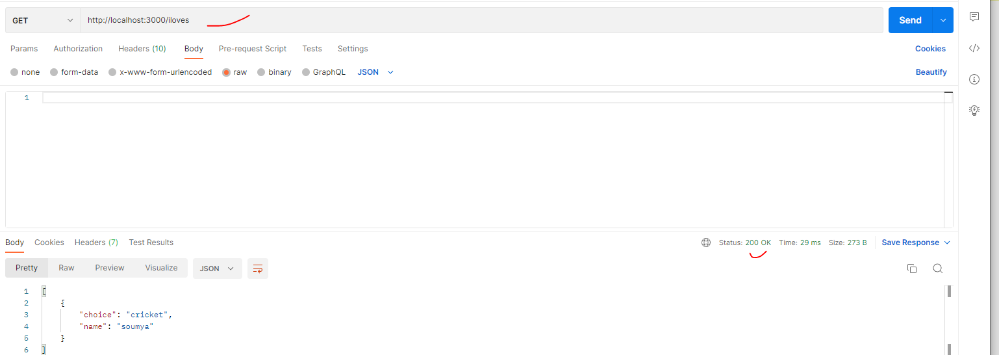 GET http://localhost:3000/iloves Send
Params Authorization Headers (10) Body Pre-request Script Tests Settings Cookies
none form-data x-www-form-urlencoded raw binary GraphQL JSON Beautify
1
Body Cookies Headers (7) Test Results Status: 200 OK Time: 29 ms Size: 273 B Save Response
Pretty Raw Preview Visualize JSON
1 [
2 {
3 "choice": "cricket",
4 "name": "soumya"
5 }
6 ]